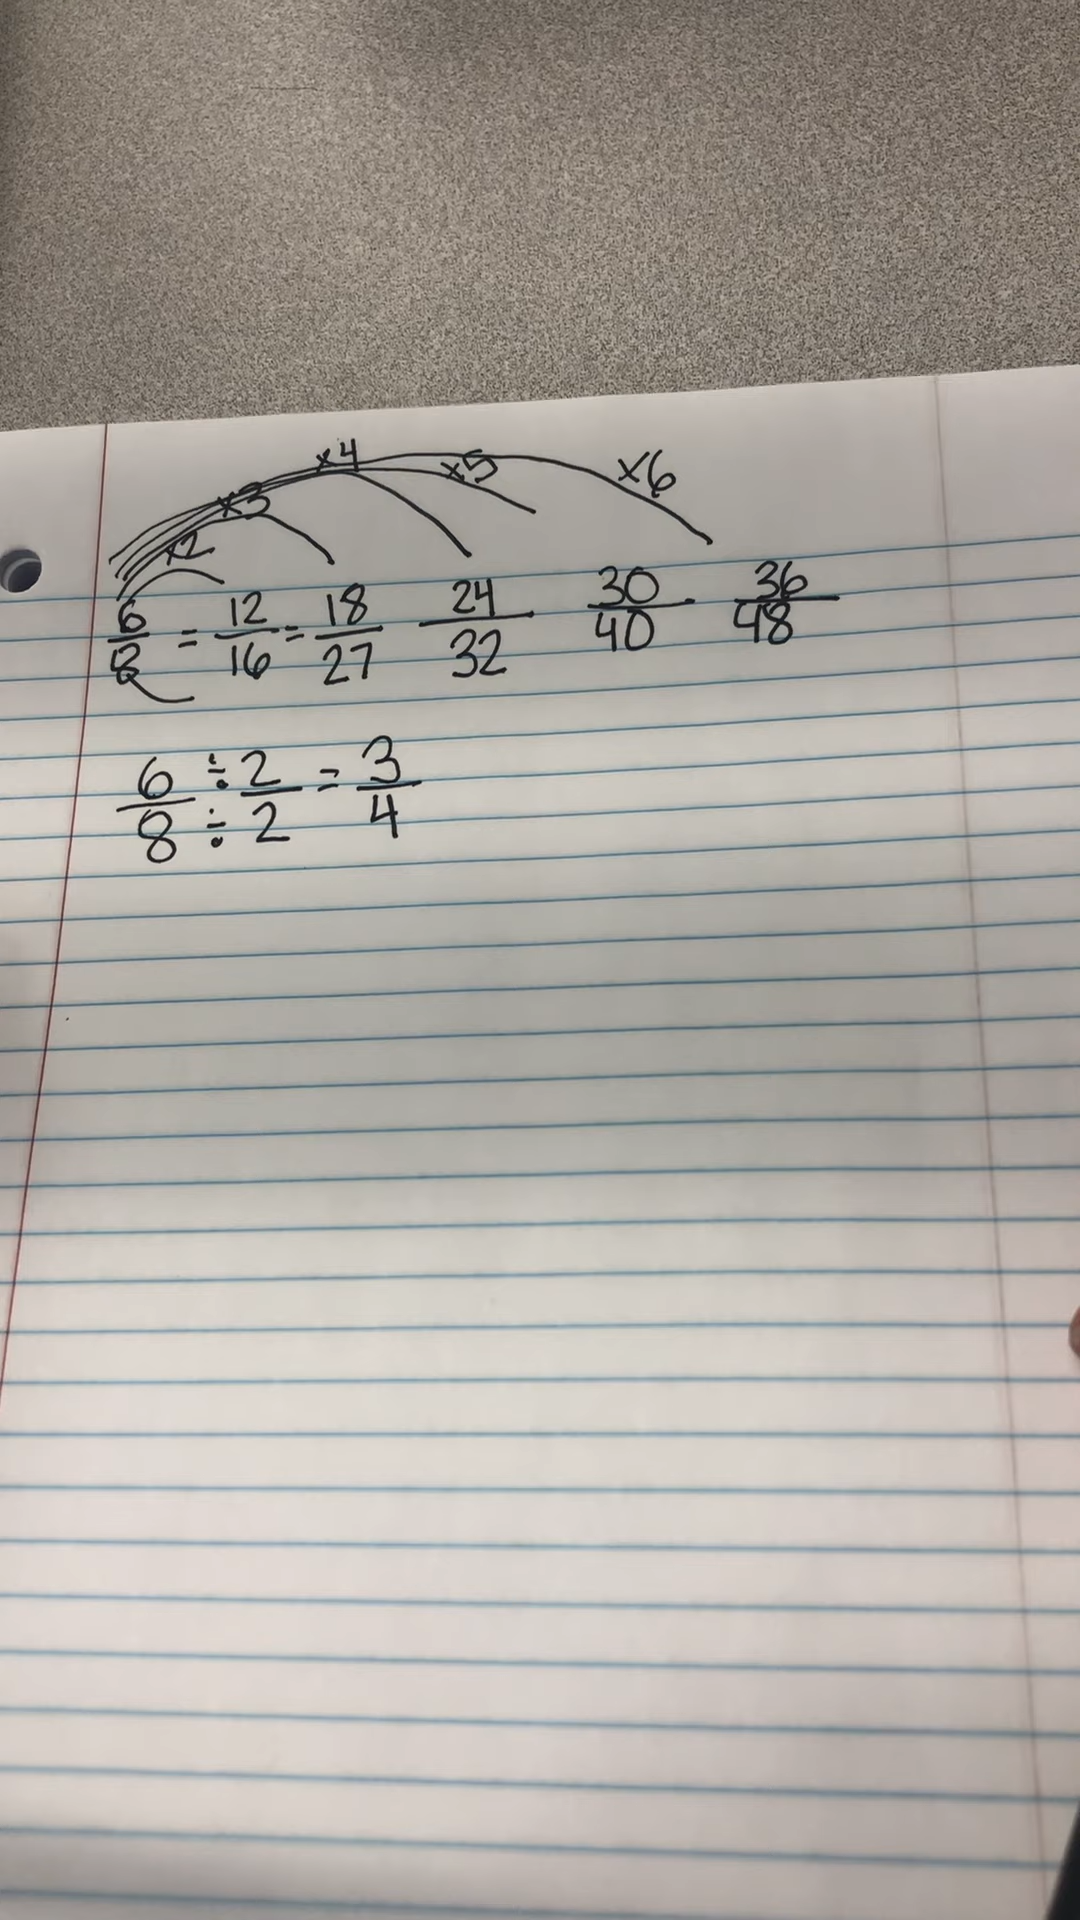 ×2 ×3 ×4 ×5 ×6
6/8 = 12/16 = 18/27 24/32 30/40 36/48
6/8 ÷ 2/÷ 2 = 3/4